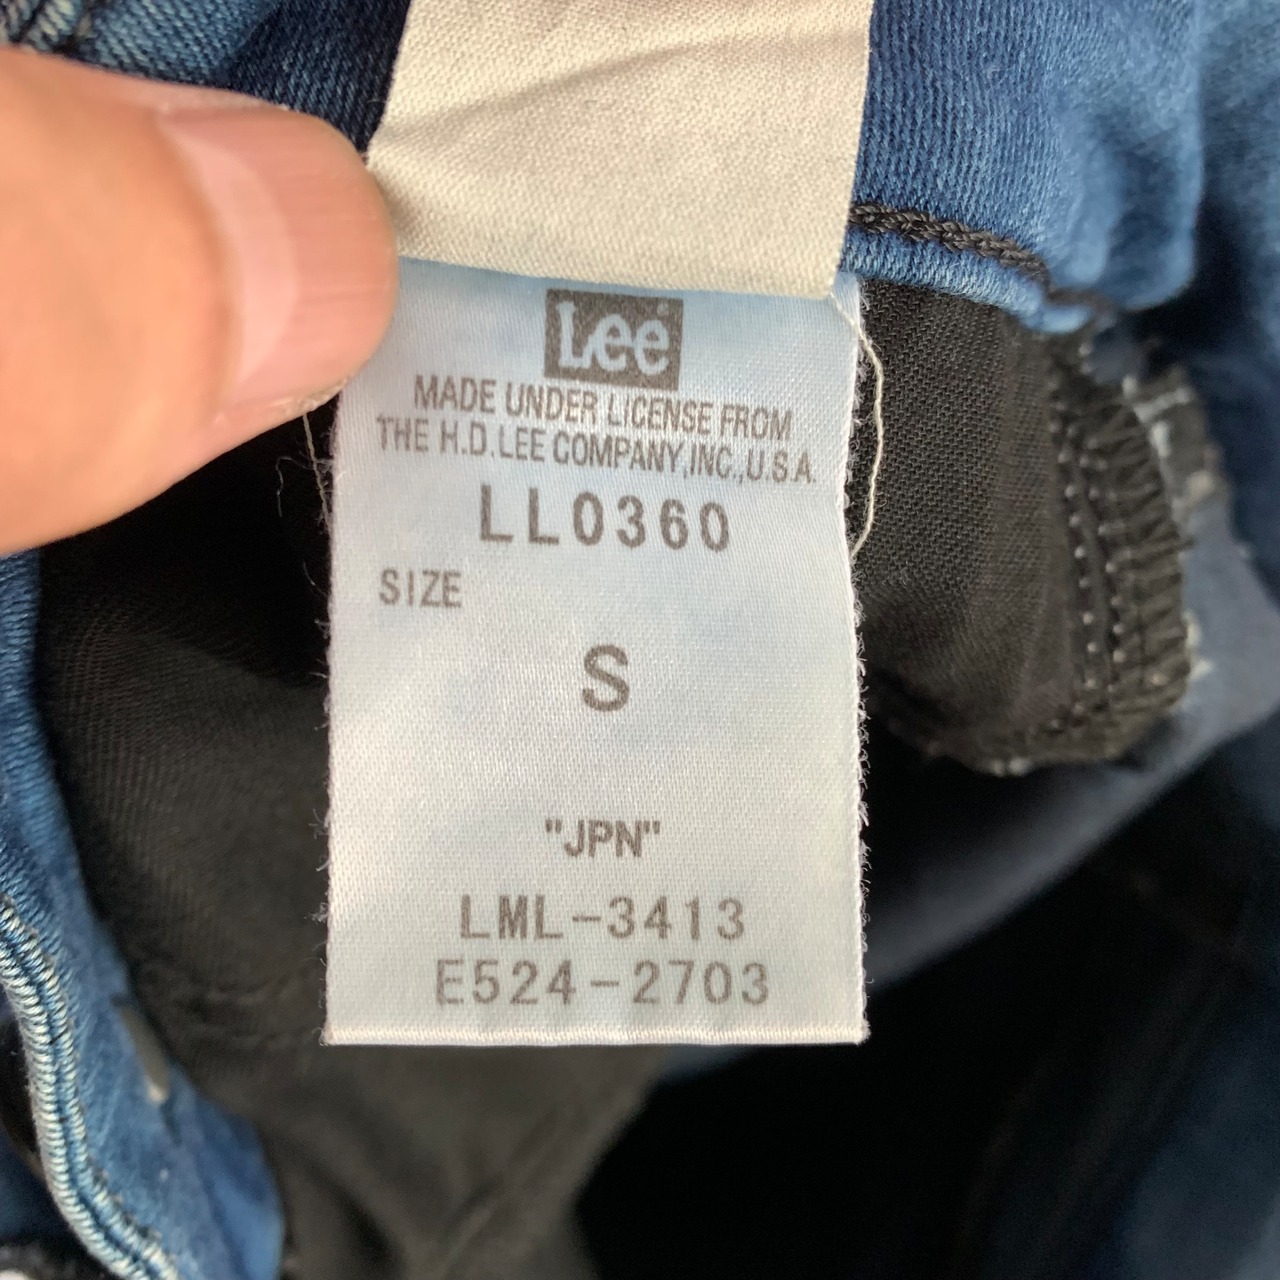 Lee
MADE UNDER LICENSE FROM
THE H.D.LEE COMPANY,INC.,U.S.A.
LL0360
SIZE
S
"JPN"
LML-3413
E524-2703